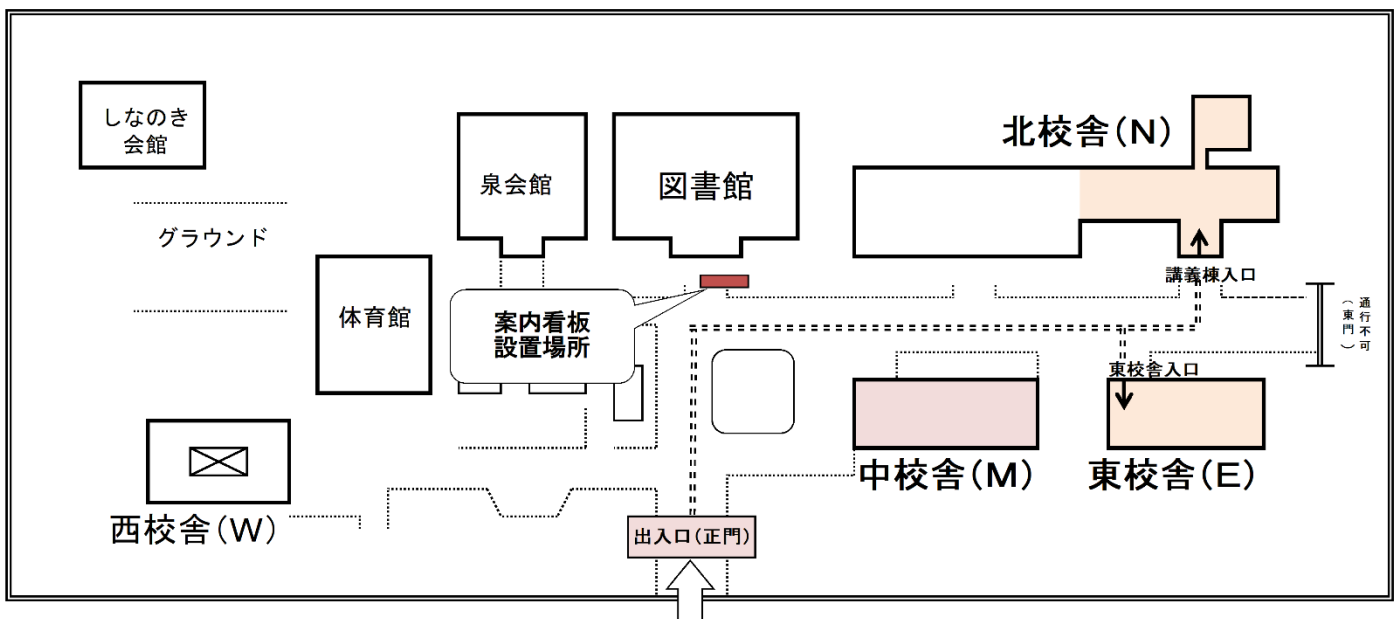 しなのき
会館
泉会館
図書館
北校舎(N)
グラウンド
体育館
案内看板
設置場所
講義棟入口
通行不可
(東門)
東校舎入口
西校舎(W)
中校舎(M)
東校舎(E)
出入口(正門)